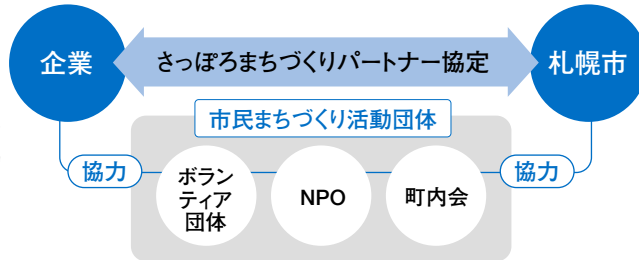 企業
さっぽろまちづくりパートナー協定
札幌市
市民まちづくり活動団体
協力
ボラン
ティア
団体
NPO
町内会
協力